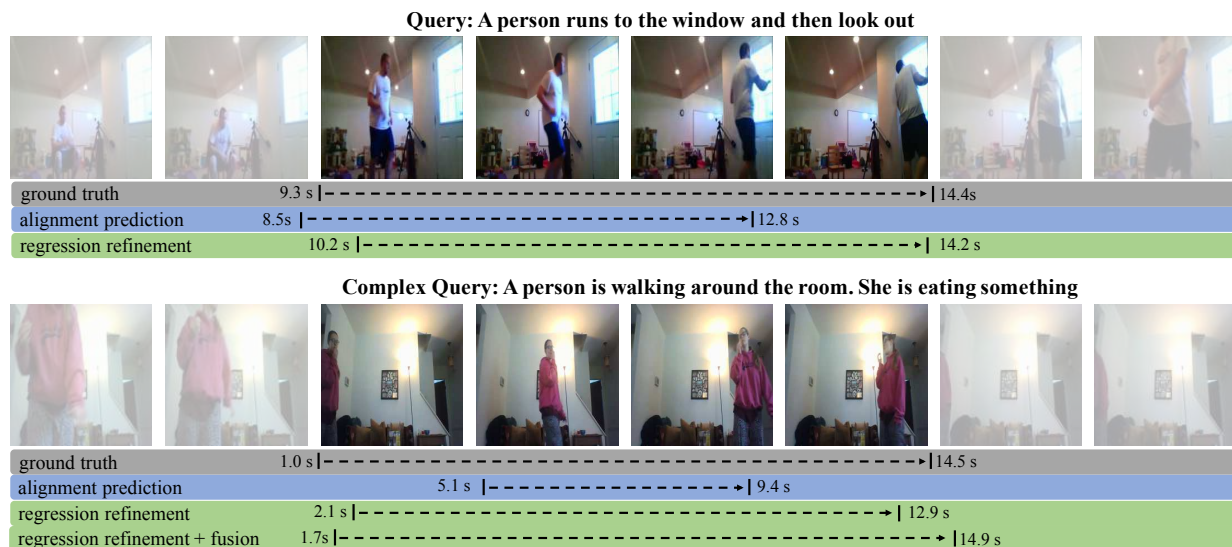 Query: A person runs to the window and then look out
ground truth 9.3 s 14.4s
alignment prediction 8.5s 12.8 s
regression refinement 10.2 s 14.2 s
Complex Query: A person is walking around the room. She is eating something
ground truth 1.0 s 14.5 s
alignment prediction 5.1 s 9.4 s
regression refinement 2.1 s 12.9 s
regression refinement + fusion 1.7s 14.9 s